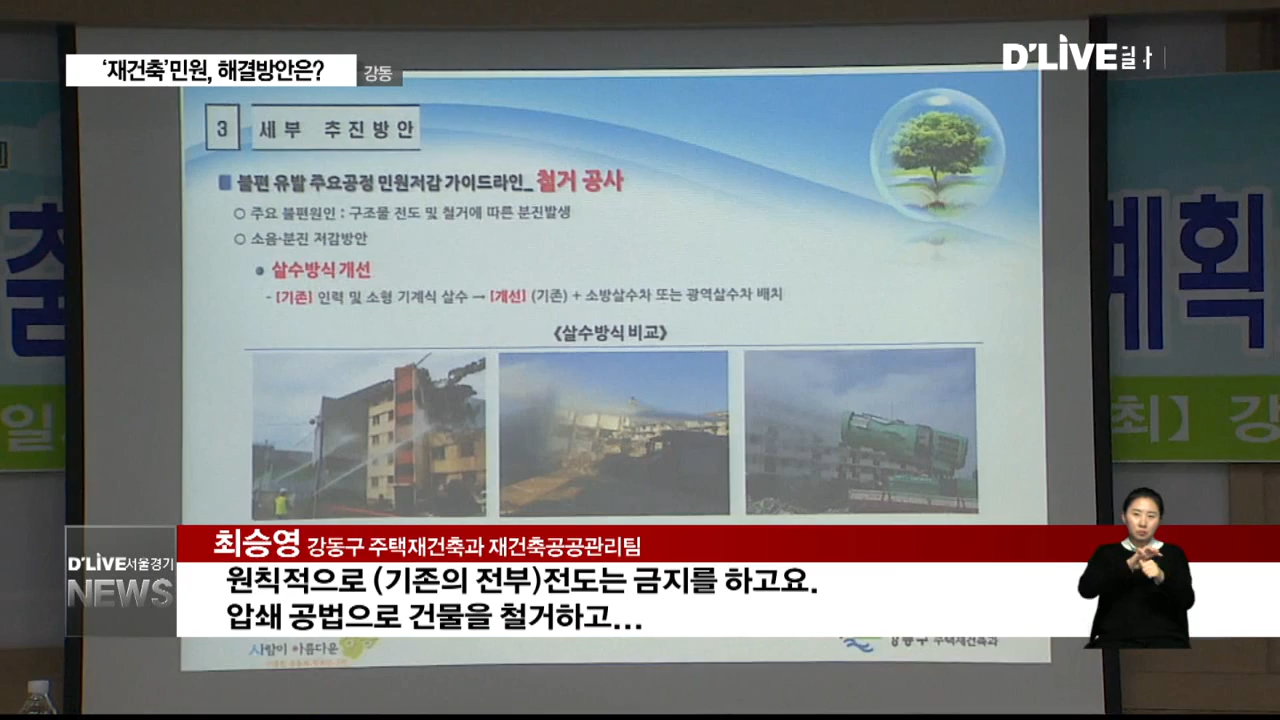 '재건축'민원, 해결방안은?
강동
D'LIVE 딜
3 세부 추진방안
불편 유발 주요공정 민원저감 가이드라인_ 철거 공사
○ 주요 불편원인 : 구조물 전도 및 철거에 따른 분진발생
○ 소음·분진 저감방안
● 살수방식 개선
- [기존] 인력 및 소형 기계식 살수 → [개선] (기존) + 소방살수차 또는 광역살수차 배치
《살수방식 비교》
계획
일
최】 강
최승영 강동구 주택재건축과 재건축공공관리팀
D'LIVE서울경기
NEWS
원칙적으로 (기존의 전부)전도는 금지를 하고요.
압쇄 공법으로 건물을 철거하고...
사람이 아름다운
강동구 주택재건축과